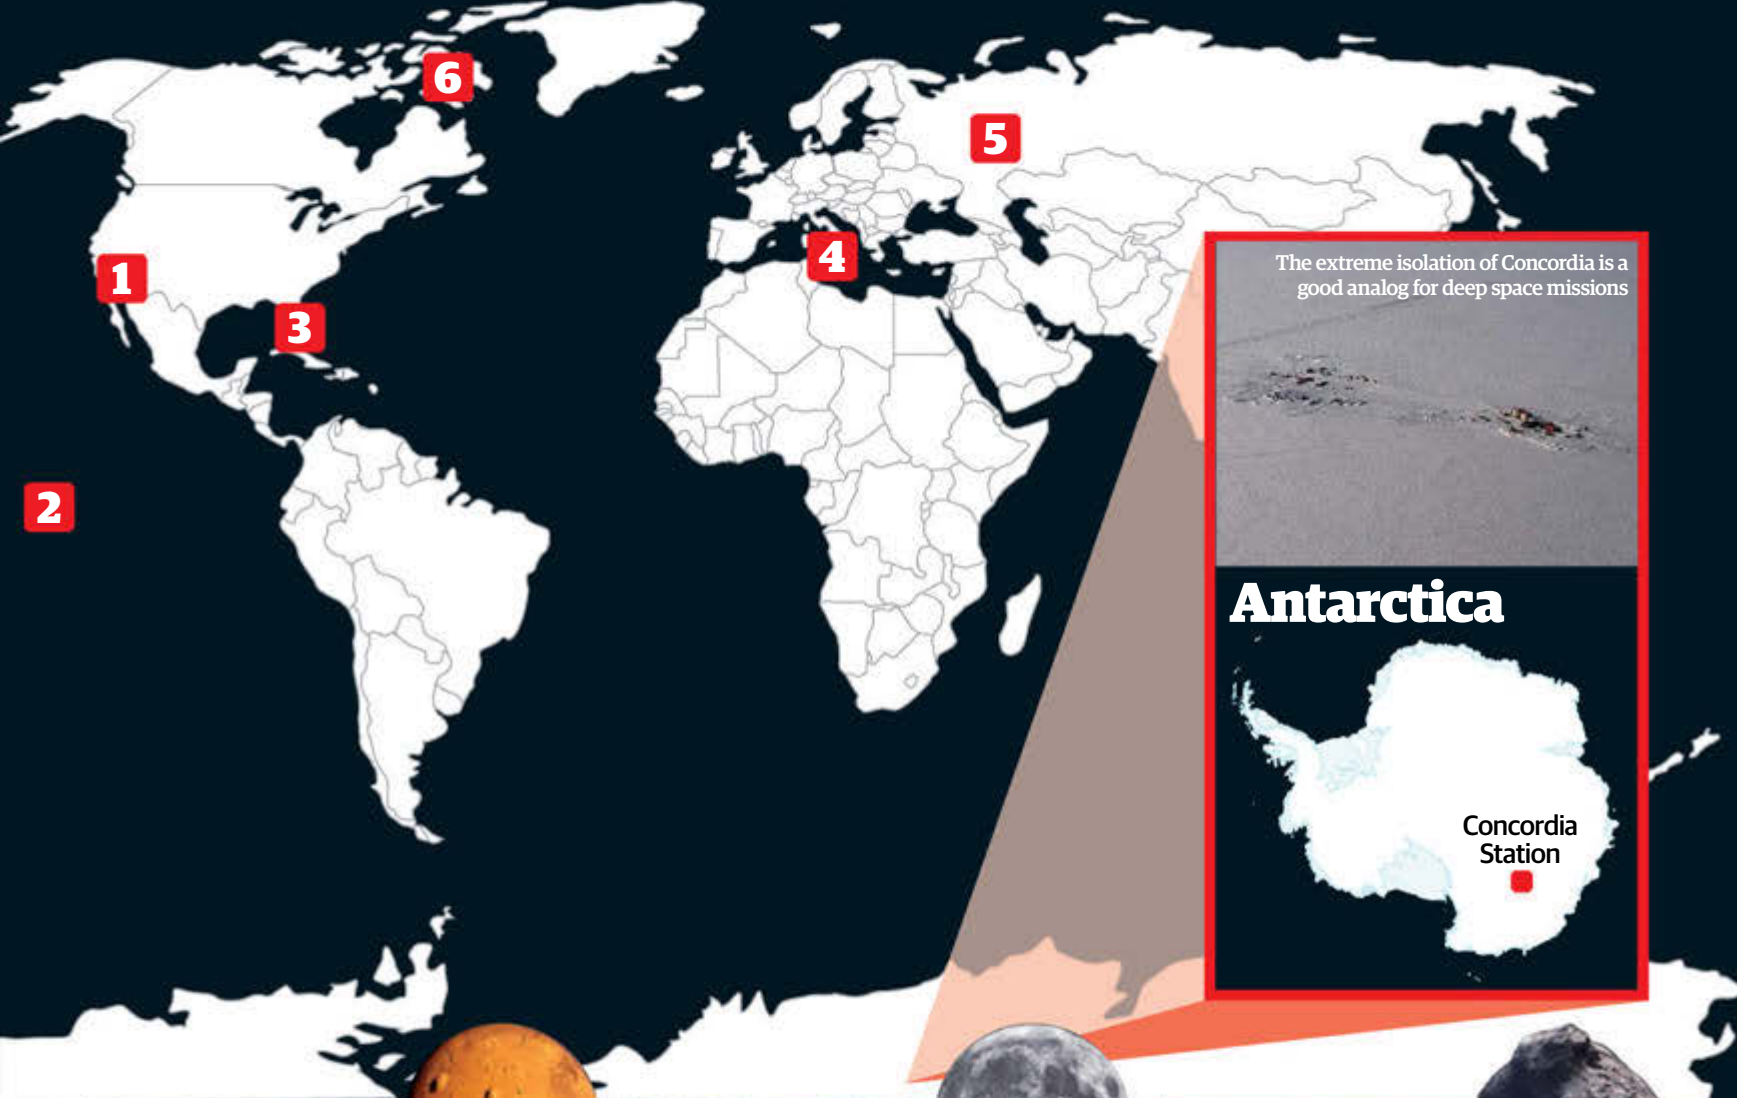 6
5
4
1
3
2
The extreme isolation of Concordia is a
good analog for deep space missions
Antarctica
Concordia
Station